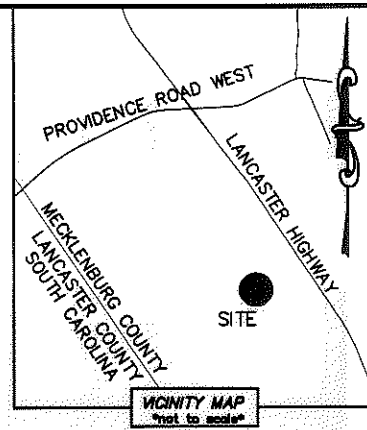 PROVIDENCE ROAD WEST
LANCASTER HIGHWAY
MECKLENBURG COUNTY
LANCASTER COUNTY
SOUTH CAROLINA
SITE
VICINITY MAP
*not to scale*